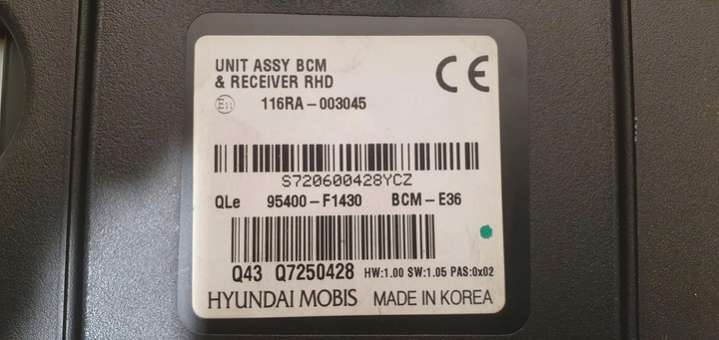 UNIT ASSY BCM
& RECEIVER RHD
CE
E11 116RA-003045
S720600428YCZ
QLe 95400-F1430 BCM-E36
Q43 Q7250428 HW:1.00 SW:1.05 PAS:0x02
HYUNDAI MOBIS MADE IN KOREA